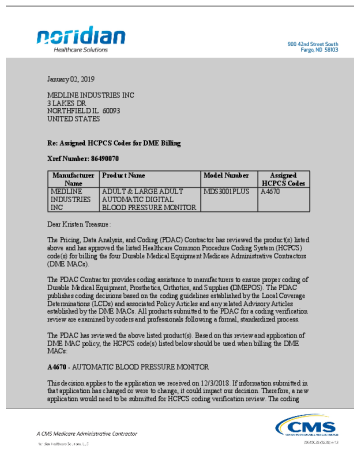 noridian
Healthcare Solutions
900 42nd Street South
Fargo, ND 58103
January 02, 2019
MEDLINE INDUSTRIES INC
3 LAKES DR
NORTHFIELD IL 60093
UNITED STATES
Re: Assigned HCPCS Codes for DME Billing
Xref Number: 86490070
Manufacturer Name Product Name Model Number Assigned HCPCS Codes
MEDLINE INDUSTRIES INC ADULT & LARGE ADULT AUTOMATIC DIGITAL BLOOD PRESSURE MONITOR MDS3001PLUS A4670
Dear Kristen Treasure:
The Pricing, Data Analysis, and Coding (PDAC) Contractor has reviewed the product(s) listed
above and has approved the listed Healthcare Common Procedure Coding System (HCPCS)
code(s) for billing the four Durable Medical Equipment Medicare Administrative Contractors
(DME MACs).
The PDAC Contractor provides coding assistance to manufacturers to ensure proper coding of
Durable Medical Equipment, Prosthetics, Orthotics, and Supplies (DMEPOS). The PDAC
publishes coding decisions based on the coding guidelines established by the Local Coverage
Determinations (LCDs) and associated Policy Articles and any related Advisory Articles
established by the DME MACs. All products submitted to the PDAC for a coding verification
review are examined by coders and professionals following a formal, standardized process.
The PDAC has reviewed the above listed product(s). Based on this review and application of
DME MAC policy, the HCPCS code(s) listed below should be used when billing the DME
MACs:
A4670 - AUTOMATIC BLOOD PRESSURE MONITOR
This decision applies to the application we received on 12/3/2018. If information submitted in
that application has changed or were to change, it could impact our decision. Therefore, a new
application would need to be submitted for HCPCS coding verification review. The coding
A CMS Medicare Administrative Contractor
CMS